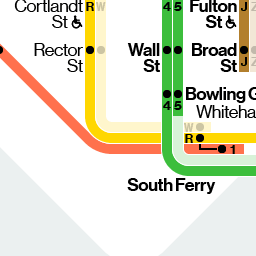 Cortlandt
St
R W
4 5
Fulton
St
Z
Rector
St
Wall
St
Broad
St
J Z
4 5
Bowling G
Whiteha
W
R
1
South Ferry